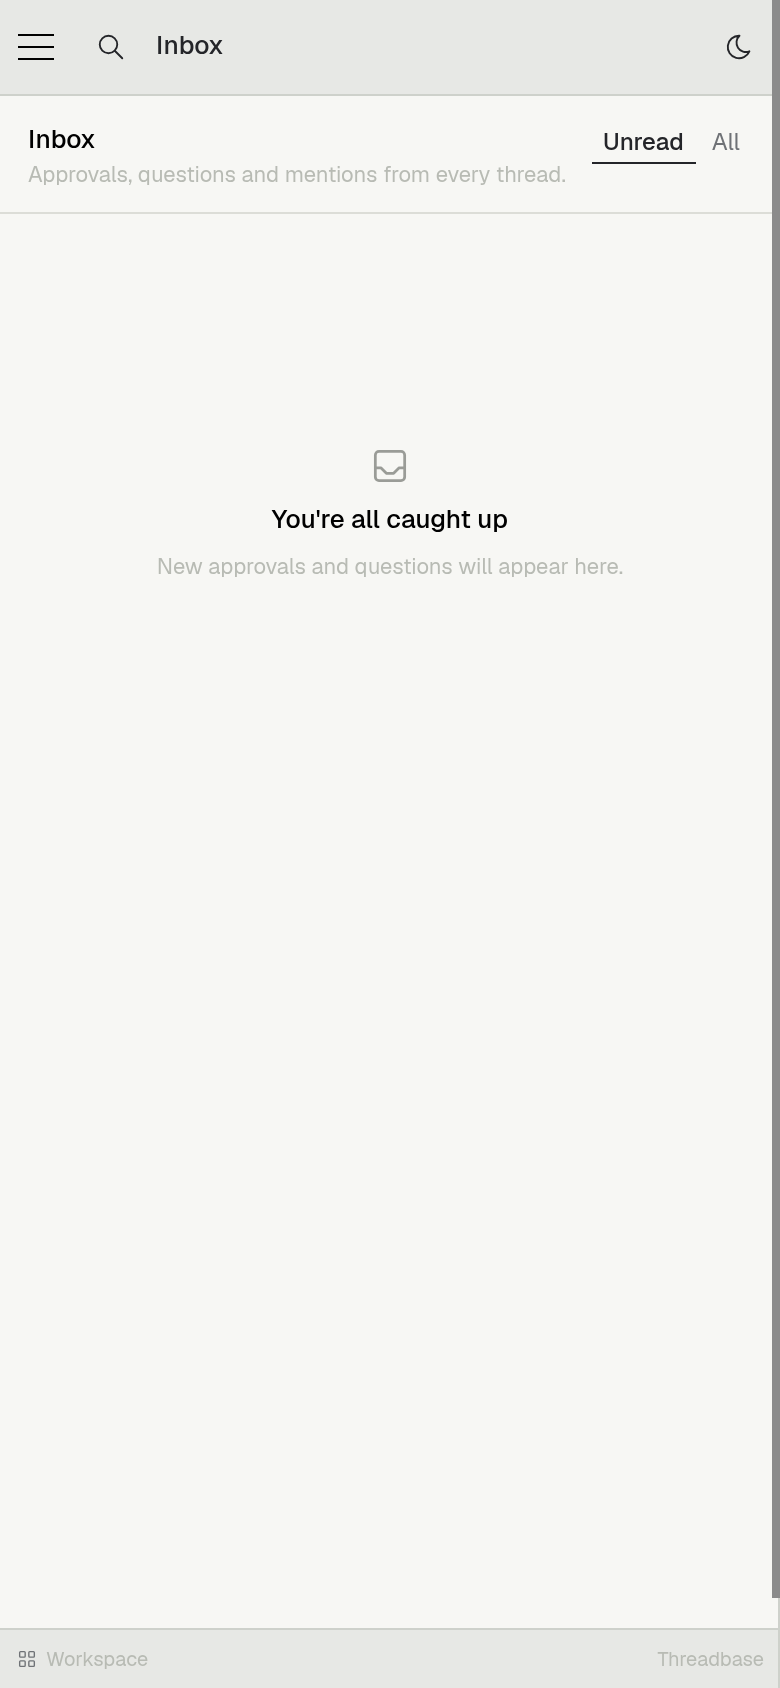 Inbox
Inbox
Unread All
Approvals, questions and mentions from every thread.
You're all caught up
New approvals and questions will appear here.
Workspace
Threadbase